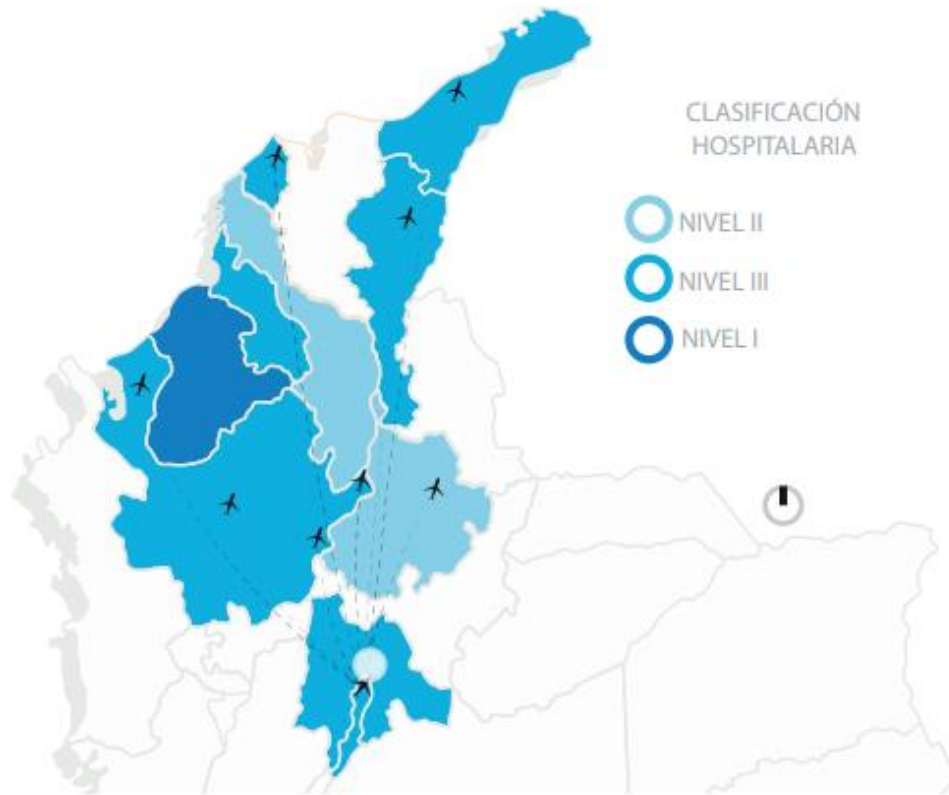 CLASIFICACIÓN
HOSPITALARIA
NIVEL II
NIVEL III
NIVEL I